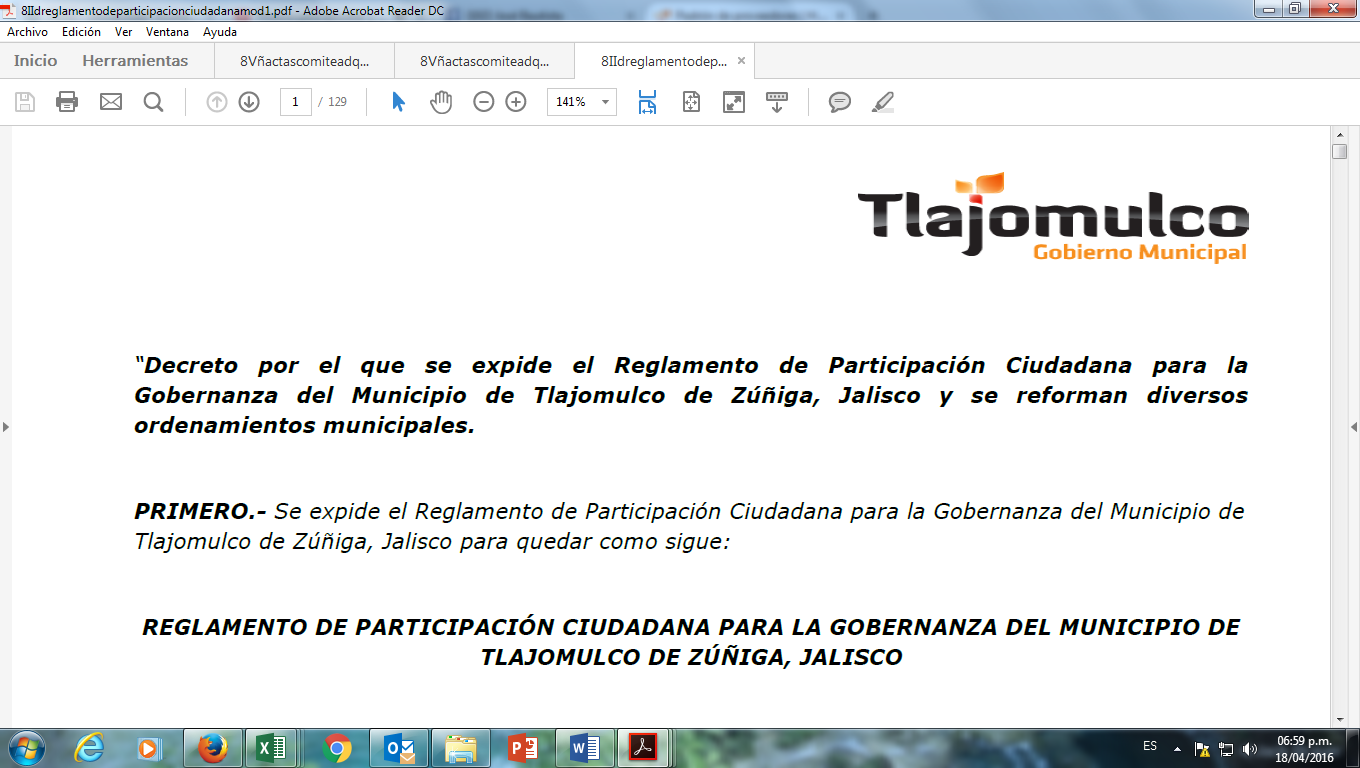 8IIdreglamentodeparticipacionciudadanamod1.pdf - Adobe Acrobat Reader DC
Archivo Edición Ver Ventana Ayuda
Inicio Herramientas 8Vñactascomiteadq... 8Vñactascomiteadq... 8IIdreglamentodep... ×
1 / 129 141%
Tlajomulco
Gobierno Municipal
“Decreto por el que se expide el Reglamento de Participación Ciudadana para la
Gobernanza del Municipio de Tlajomulco de Zúñiga, Jalisco y se reforman diversos
ordenamientos municipales.
PRIMERO.- Se expide el Reglamento de Participación Ciudadana para la Gobernanza del Municipio de
Tlajomulco de Zúñiga, Jalisco para quedar como sigue:
REGLAMENTO DE PARTICIPACIÓN CIUDADANA PARA LA GOBERNANZA DEL MUNICIPIO DE
TLAJOMULCO DE ZÚÑIGA, JALISCO
ES 06:59 p.m.
18/04/2016